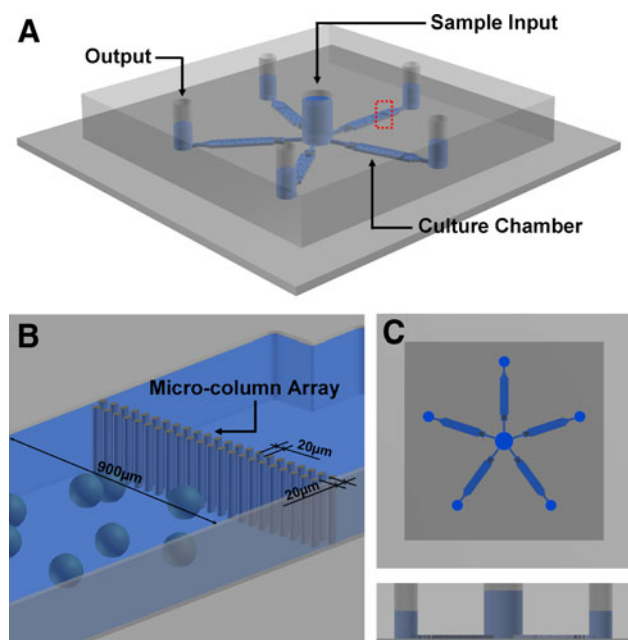 A
Sample Input
Output
Culture Chamber
B
Micro-column Array
20μm
900μm
20μm
C